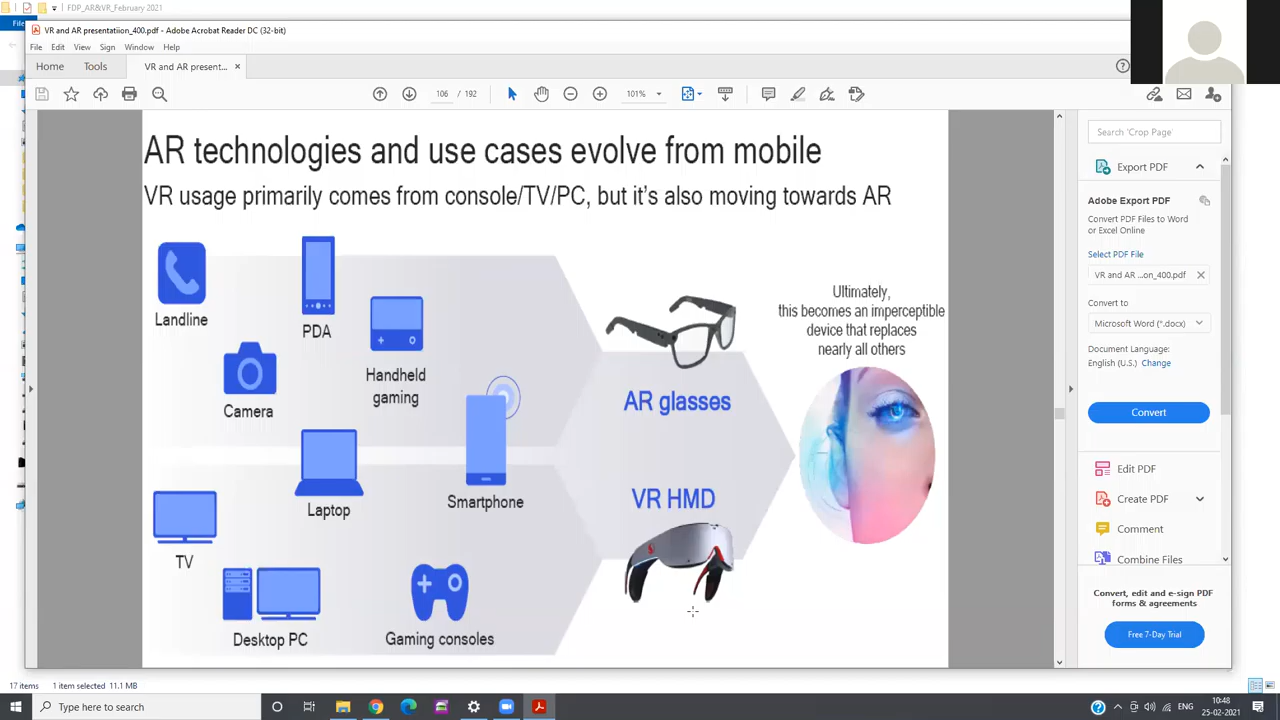 FDP_AR&VR_February 2021
File
VR and AR presentatiion_400.pdf - Adobe Acrobat Reader DC (32-bit)
File Edit View Sign Window Help
Home Tools VR and AR present... ×
106 / 192 101%
AR technologies and use cases evolve from mobile
VR usage primarily comes from console/TV/PC, but it's also moving towards AR
Landline
PDA
Camera
Handheld
gaming
Smartphone
Laptop
TV
Desktop PC
Gaming consoles
AR glasses
VR HMD
Ultimately,
this becomes an imperceptible
device that replaces
nearly all others
Search 'Crop Page'
Export PDF
Adobe Export PDF
Convert PDF Files to Word
or Excel Online
Select PDF File
VR and AR ...on_400.pdf
Convert to
Microsoft Word (*.docx)
Document Language:
English (U.S.) Change
Convert
Edit PDF
Create PDF
Comment
Combine Files
Convert, edit and e-sign PDF
forms & agreements
Free 7-Day Trial
17 items 1 item selected 11.1 MB
Type here to search
ENG
10:48
25-02-2021